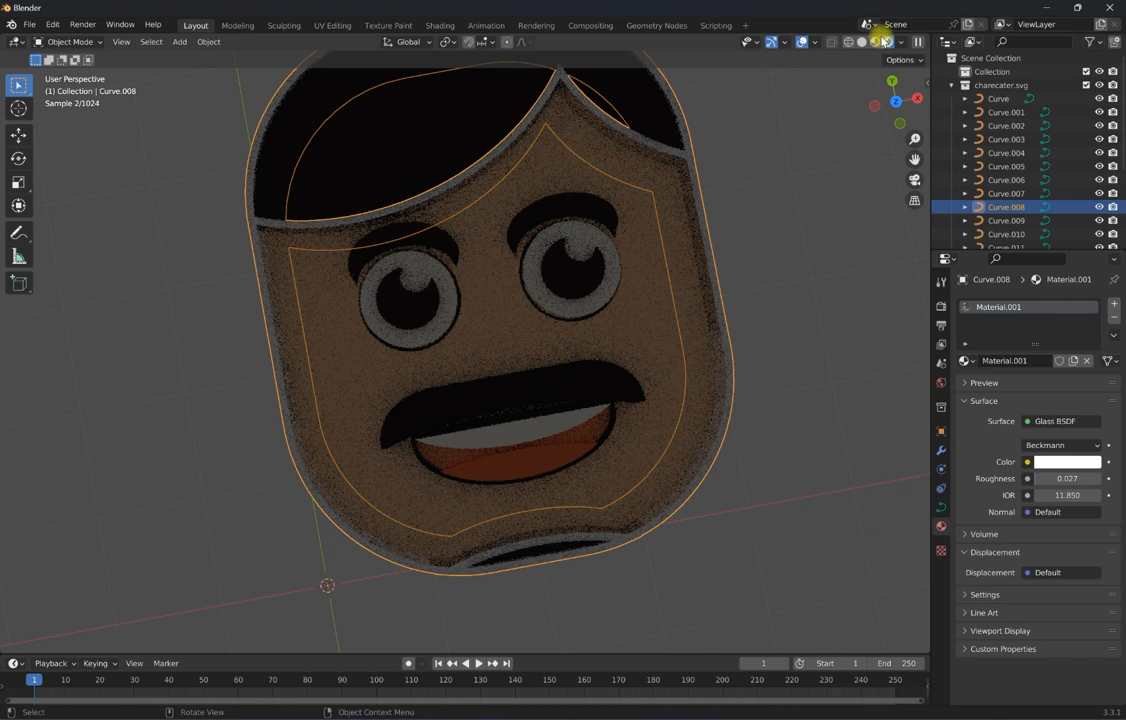 Blender
File Edit Render Window Help Layout Modeling Sculpting UV Editing Texture Paint Shading Animation Rendering Compositing Geometry Nodes Scripting + Scene ViewLayer
Object Mode View Select Add Object Global
Options
User Perspective
(1) Collection | Curve.008
Sample 2/1024
Y
X
Z
Scene Collection
Collection
charecater.svg
Curve
Curve.001
Curve.002
Curve.003
Curve.004
Curve.005
Curve.006
Curve.007
Curve.008
Curve.009
Curve.010
Curve.011
Curve.008 > Material.001
Material.001
Material.001
Preview
Surface
Surface Glass BSDF
Beckmann
Color
Roughness 0.027
IOR 11.850
Normal Default
Volume
Displacement
Displacement Default
Settings
Line Art
Viewport Display
Custom Properties
Playback Keying View Marker 1 Start 1 End 250
1 10 20 30 40 50 60 70 80 90 100 110 120 130 140 150 160 170 180 190 200 210 220 230 240 250
Select Rotate View Object Context Menu 3.3.1